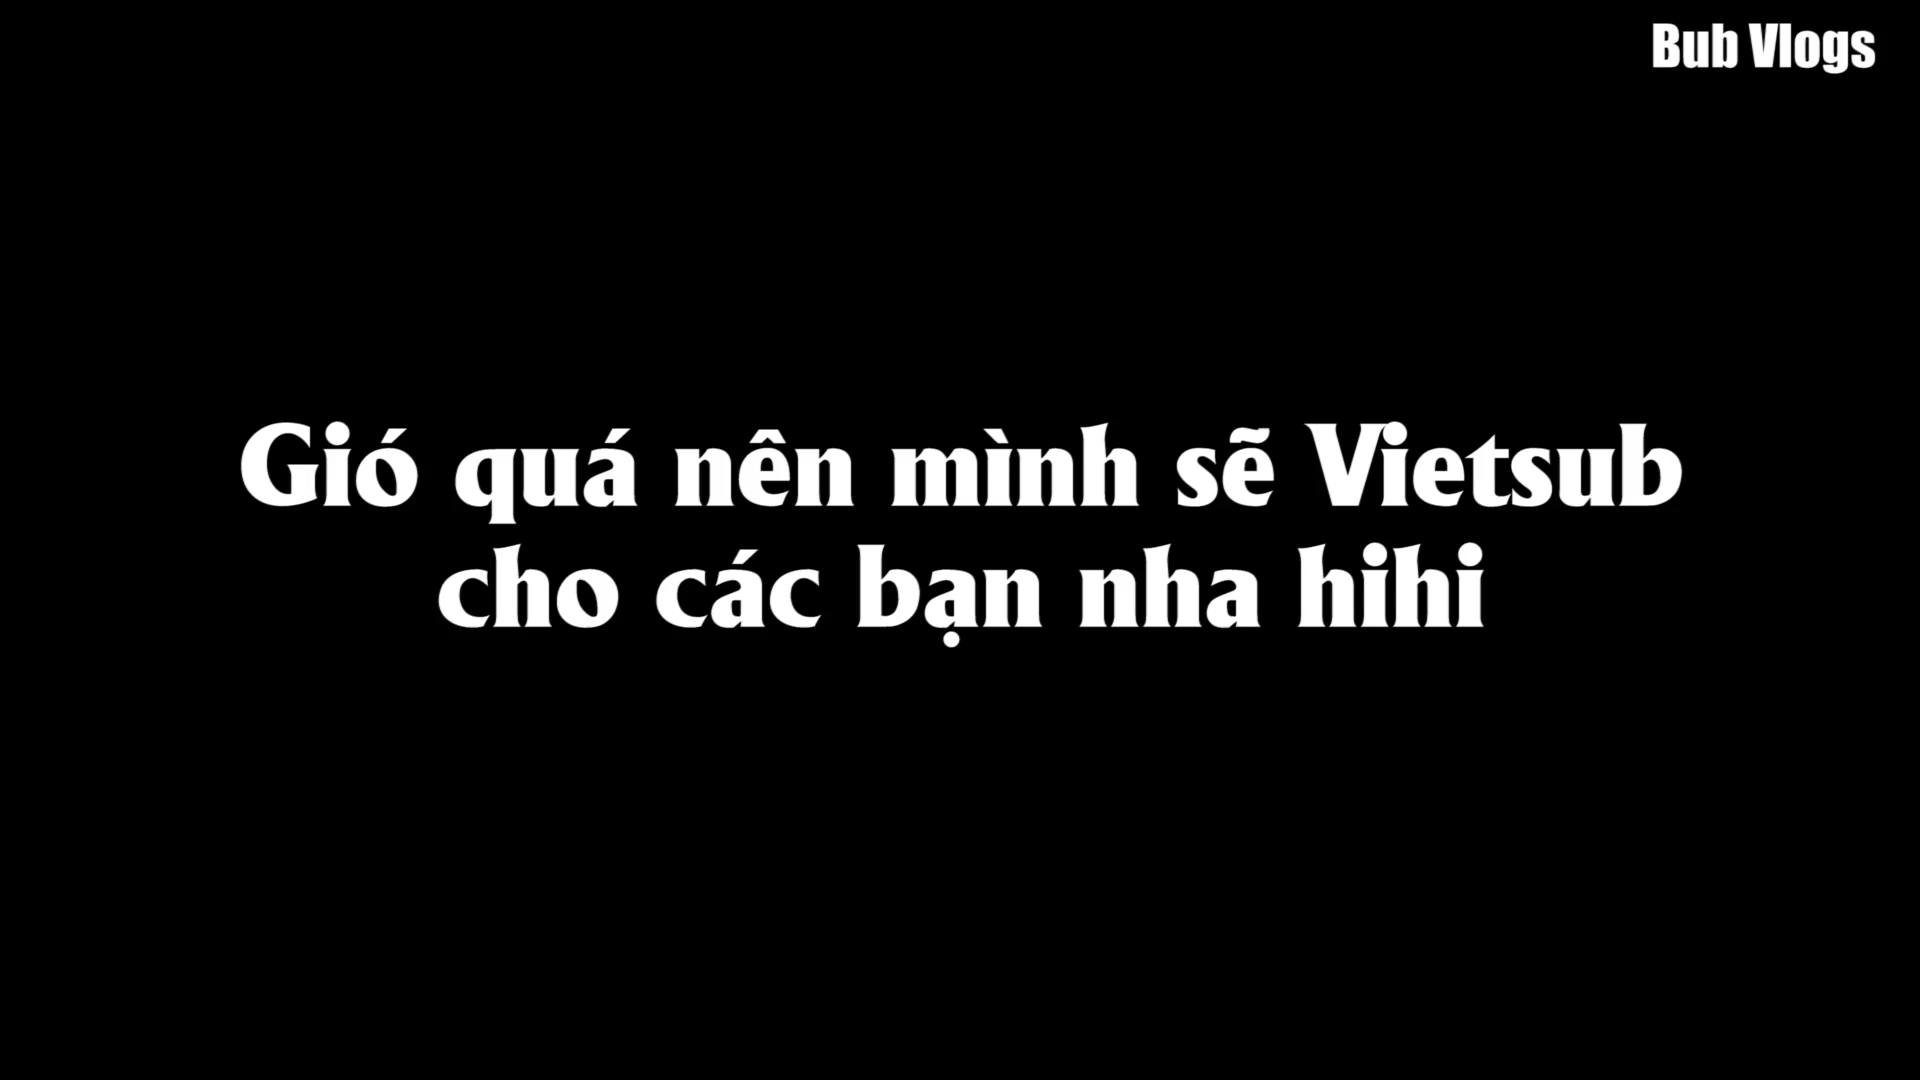 Bub Vlogs
Gió quá nên mình sẽ Vietsub
cho các bạn nha hihi